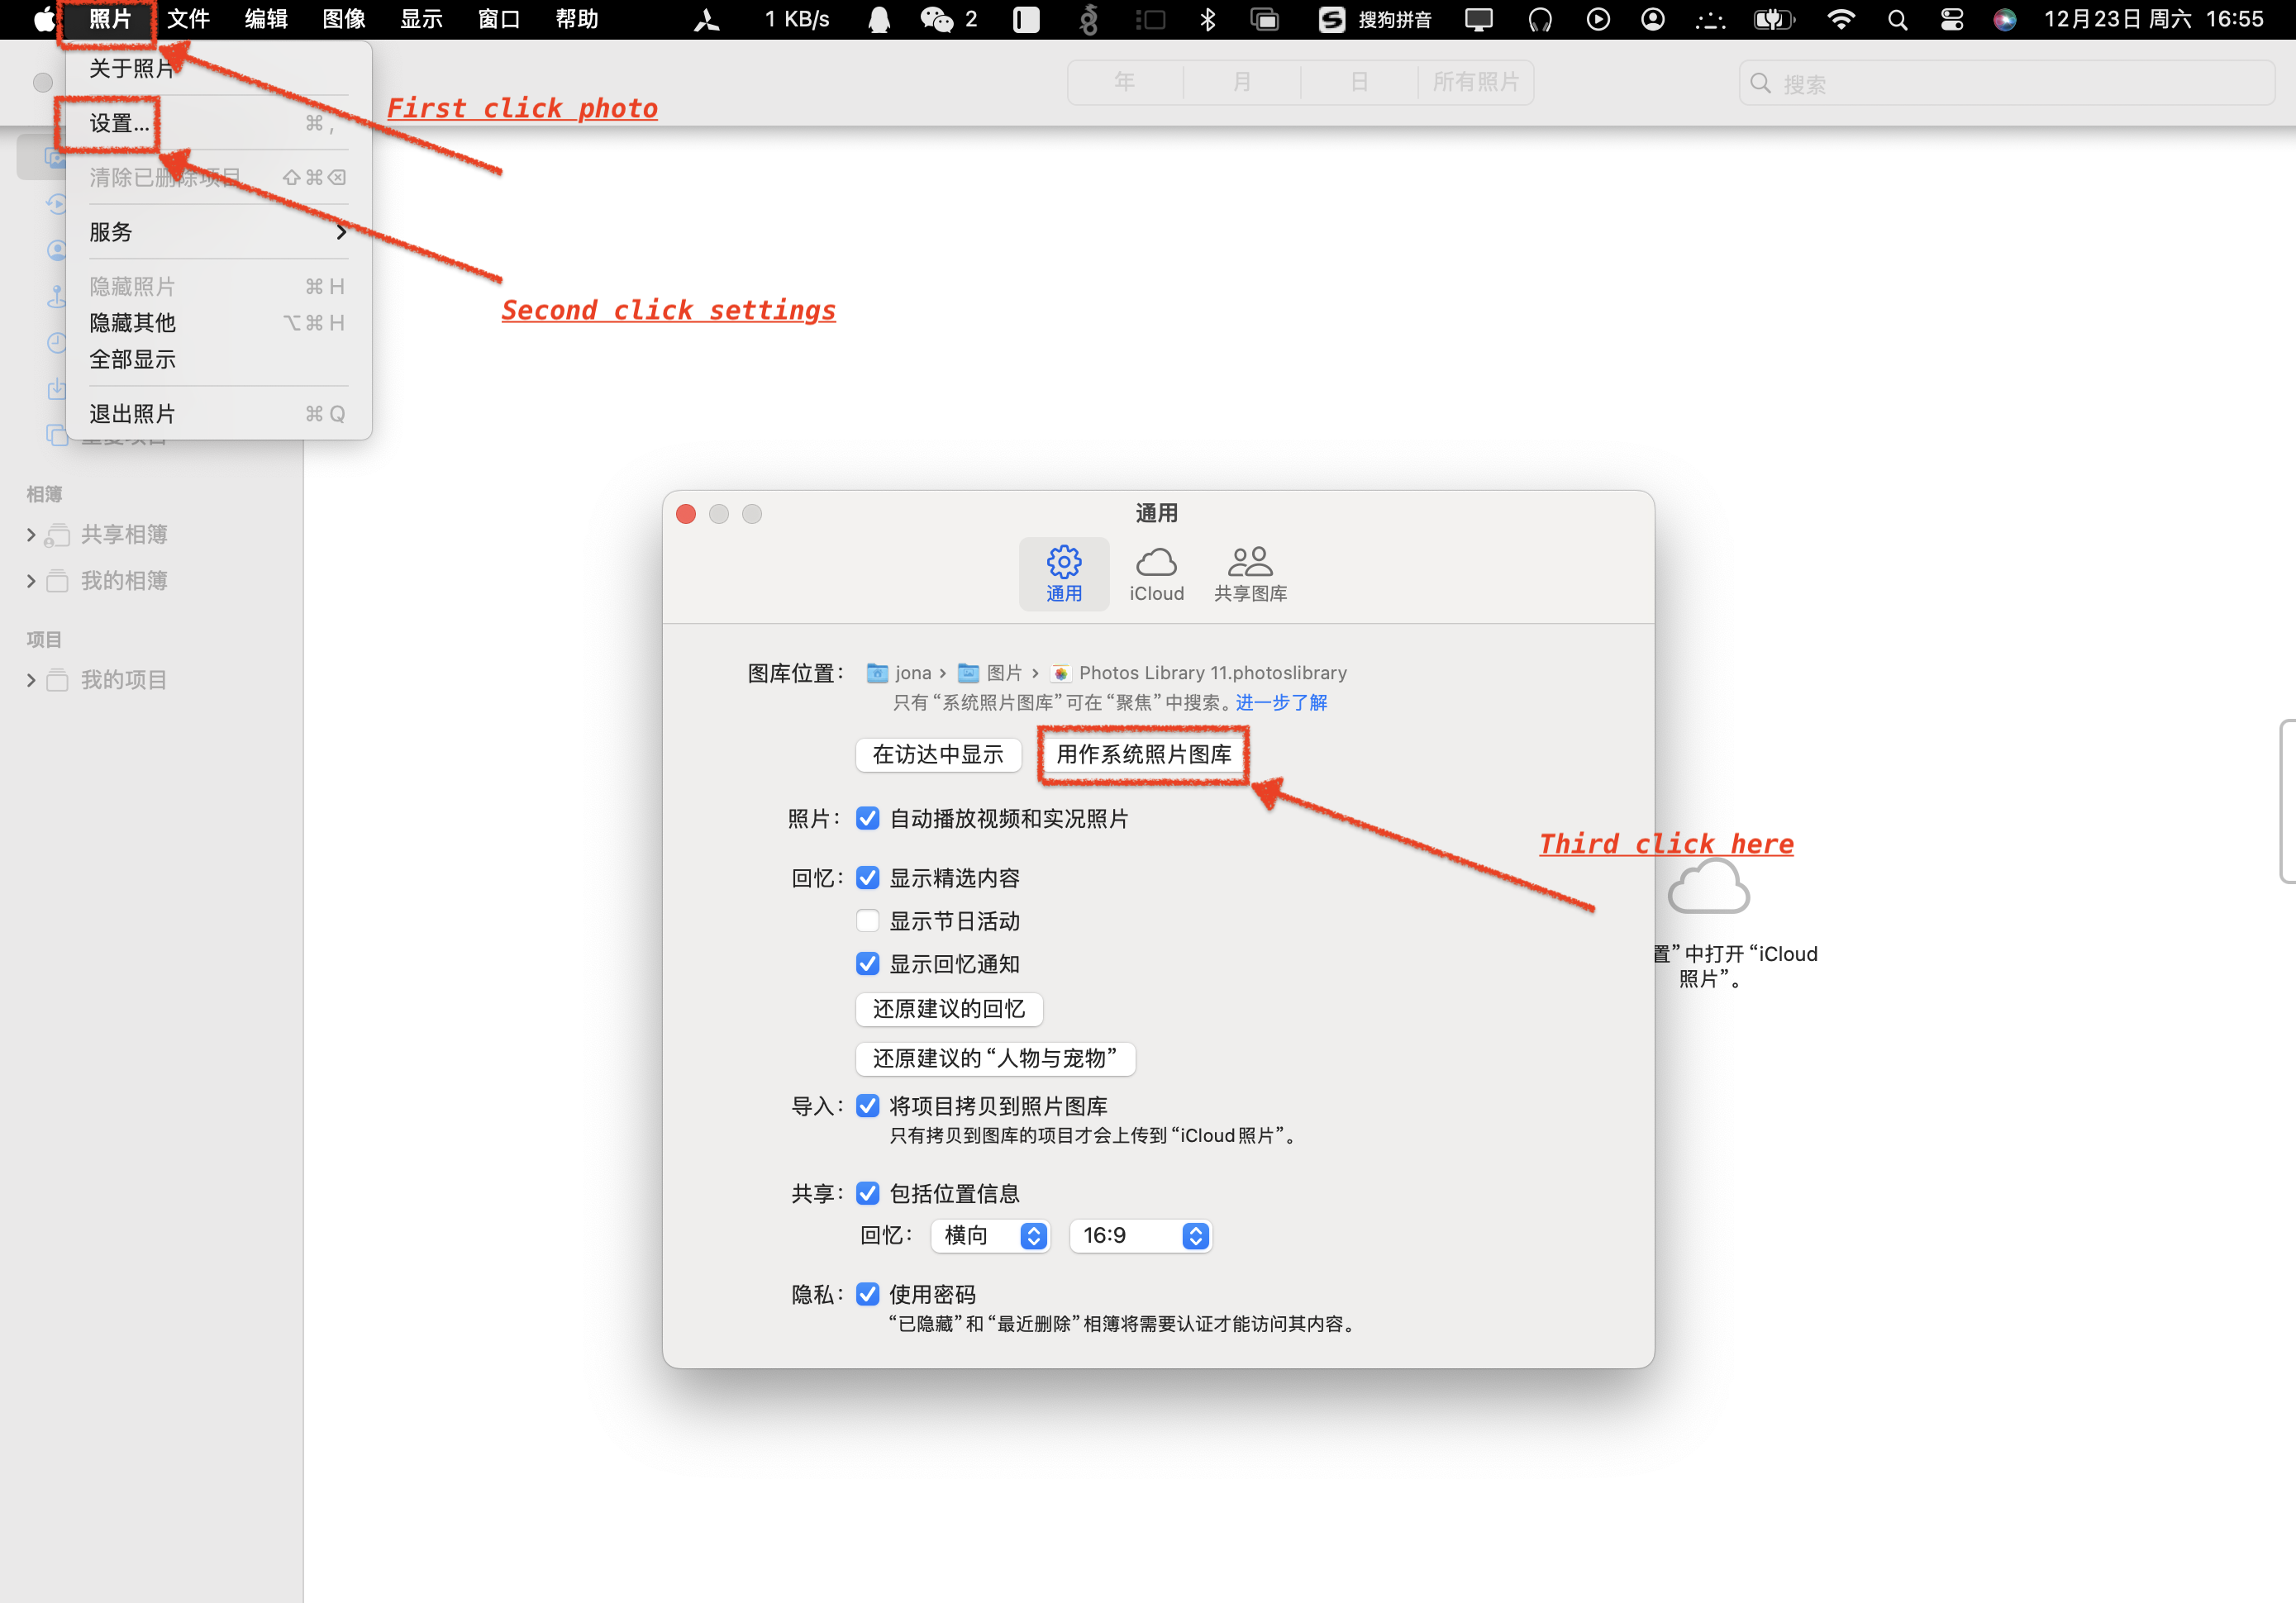 照片 文件 编辑 图像 显示 窗口 帮助 1 KB/s 2 搜狗拼音 12月23日 周六 16:55
关于照片
设置... ⌘ ,
清除已删除项目 ⇧⌘⌫
服务
隐藏照片 ⌘ H
隐藏其他 ⌥⌘ H
全部显示
退出照片 ⌘ Q
重复项目
相簿
共享相簿
我的相簿
项目
我的项目
年 月 日 所有照片
搜索
First click photo
Second click settings
通用
通用 iCloud 共享图库
图库位置： jona › 图片 › Photos Library 11.photoslibrary
只有“系统照片图库”可在“聚焦”中搜索。进一步了解
在访达中显示 用作系统照片图库
照片： 自动播放视频和实况照片
Third click here
回忆： 显示精选内容
显示节日活动
显示回忆通知
还原建议的回忆
还原建议的“人物与宠物”
导入： 将项目拷贝到照片图库
只有拷贝到图库的项目才会上传到“iCloud照片”。
共享： 包括位置信息
回忆： 横向 16:9
隐私： 使用密码
“已隐藏”和“最近删除”相簿将需要认证才能访问其内容。
置”中打开“iCloud
照片”。